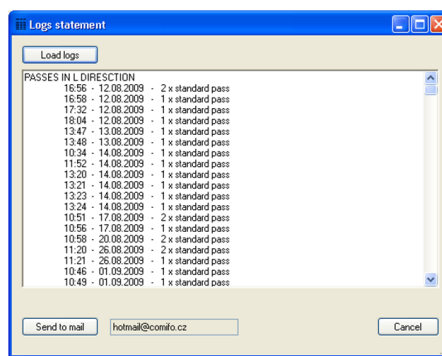 Logs statement
Load logs
PASSES IN L DIRESCTION
16:56 - 12.08.2009 - 2 x standard pass
16:58 - 12.08.2009 - 1 x standard pass
17:32 - 12.08.2009 - 1 x standard pass
18:04 - 12.08.2009 - 1 x standard pass
13:47 - 13.08.2009 - 1 x standard pass
13:48 - 13.08.2009 - 1 x standard pass
10:34 - 14.08.2009 - 1 x standard pass
11:52 - 14.08.2009 - 1 x standard pass
13:20 - 14.08.2009 - 1 x standard pass
13:21 - 14.08.2009 - 1 x standard pass
13:23 - 14.08.2009 - 1 x standard pass
13:24 - 14.08.2009 - 1 x standard pass
10:51 - 17.08.2009 - 2 x standard pass
10:56 - 17.08.2009 - 1 x standard pass
10:58 - 20.08.2009 - 2 x standard pass
11:20 - 26.08.2009 - 2 x standard pass
11:21 - 26.08.2009 - 1 x standard pass
10:46 - 01.09.2009 - 1 x standard pass
10:49 - 01.09.2009 - 1 x standard pass
Send to mail hotmail@comifo.cz Cancel